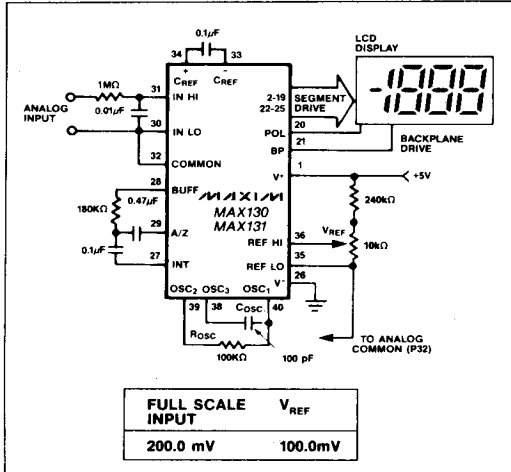 0.1μF
34
33
LCD
DISPLAY
+
CREF
-
CREF
1MΩ
31
IN HI
2-19
SEGMENT
-1888
ANALOG
INPUT
0.01μF
22-25
DRIVE
30
IN LO
POL
20
BP
21
BACKPLANE
DRIVE
32
COMMON
V+
1
+5V
28
BUFF
MAXIM
240kΩ
180KΩ
0.47μF
MAX130
MAX131
VREF
29
A/Z
REF HI
36
10kΩ
0.1μF
REF LO
35
27
INT
V-
26
OSC2
OSC3
OSC1
39
38
COSC.
40
ROSC
TO ANALOG
COMMON (P32)
100KΩ
100 pF
FULL SCALE
INPUT
VREF
200.0 mV
100.0mV